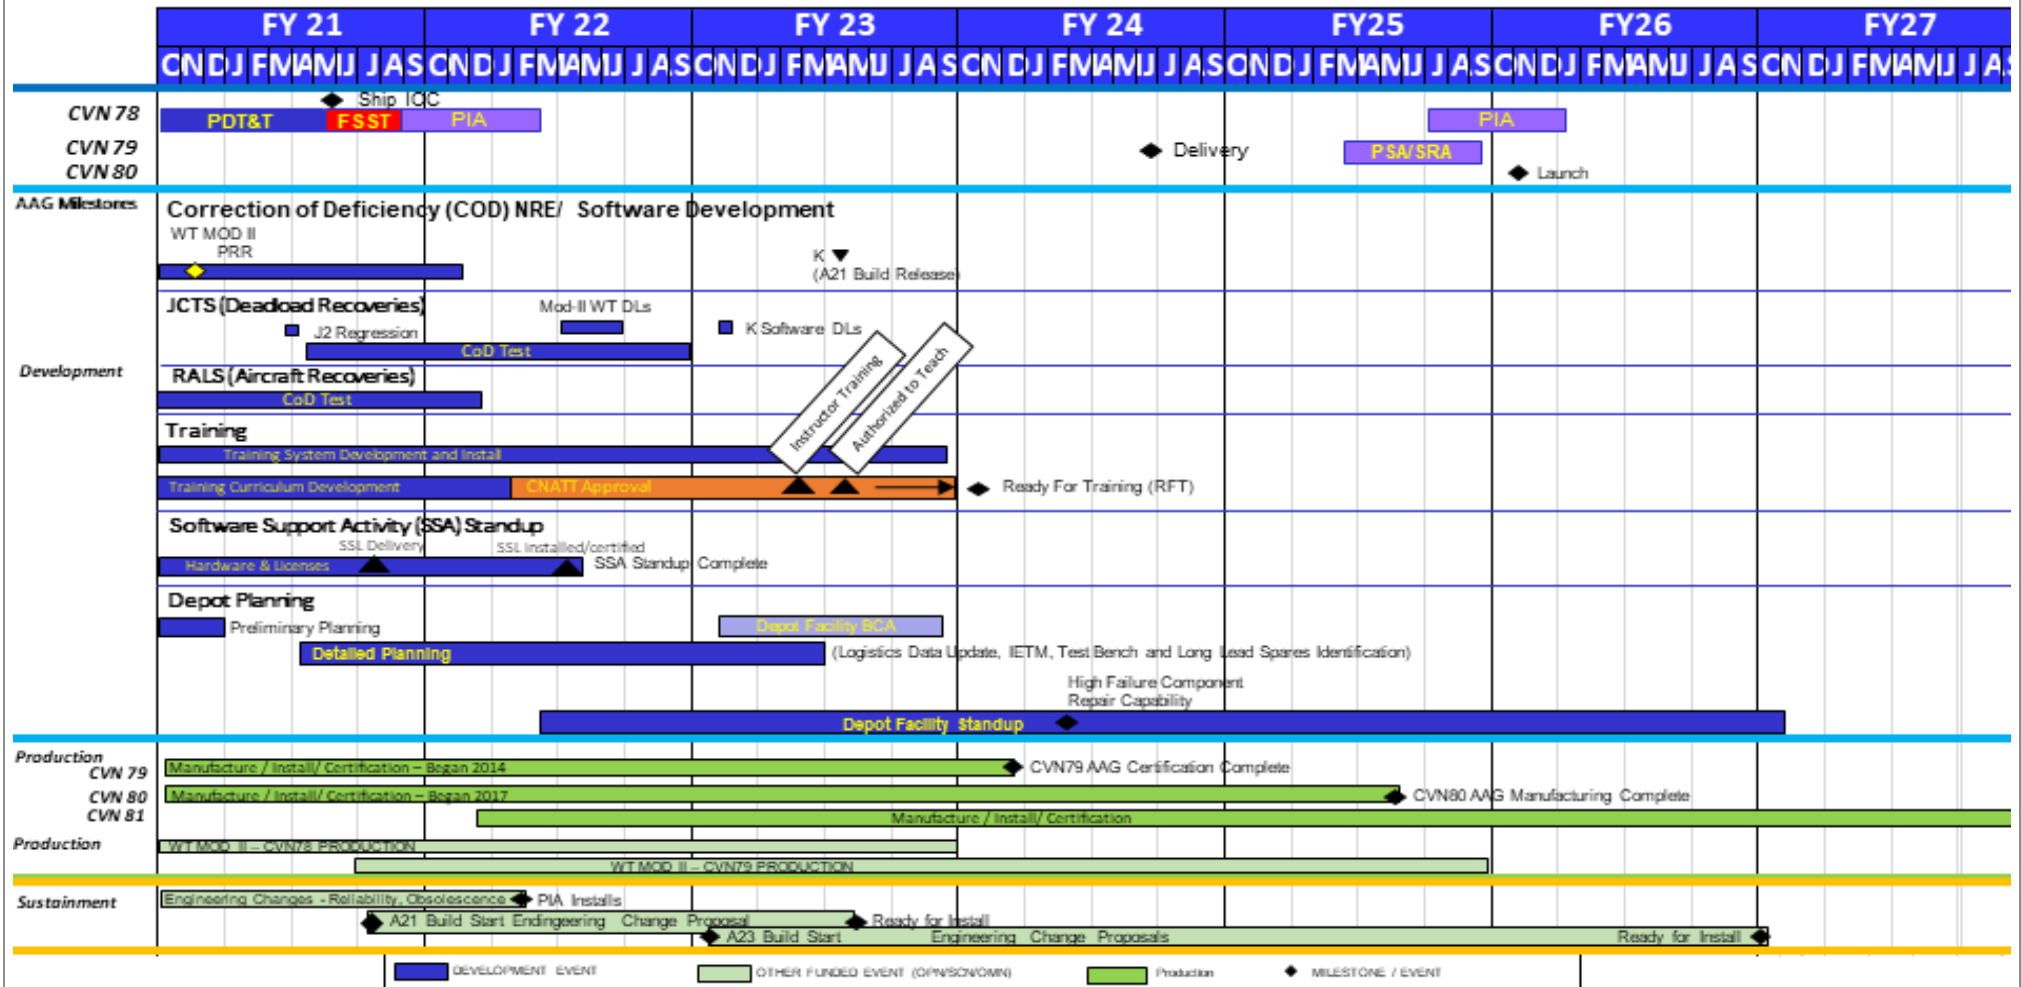 FY 21 FY 22 FY 23 FY 24 FY25 FY26 FY27
O N D J F M A M J J A S O N D J F M A M J J A S O N D J F M A M J J A S O N D J F M A M J J A S O N D J F M A M J J A S O N D J F M A M J J A S O N D J F M A M J J A S
Ship IOC
CVN 78 PDT&T FSST PIA PIA
CVN 79 Delivery PSA/SRA
CVN 80 Launch
AAG Milestones
Correction of Deficiency (COD) NRE/ Software Development
WT MOD II
PRR
K
(A21 Build Release)
JCTS (Deadload Recoveries)
Mod-II WT DLs
J2 Regression
K Software DLs
CoD Test
Development
RALS (Aircraft Recoveries)
CoD Test
Instructor Training
Authorized to Teach
Training
Training System Development and Install
Training Curriculum Development CNATT Approval Ready For Training (RFT)
Software Support Activity (SSA) Standup
SSL Delivery SSL Installed/certified
Hardware & Licenses SSA Standup Complete
Depot Planning
Preliminary Planning Depot Facility BCA
Detailed Planning (Logistics Data Update, IETM, Test Bench and Long Lead Spares Identification)
High Failure Component
Repair Capability
Depot Facility Standup
Production
CVN 79 Manufacture / Install/ Certification – Began 2014 CVN79 AAG Certification Complete
CVN 80 Manufacture / Install/ Certification – Began 2017 CVN80 AAG Manufacturing Complete
CVN 81 Manufacture / Install/ Certification
Production WT MOD II – CVN78 PRODUCTION
WT MOD II – CVN79 PRODUCTION
Sustainment Engineering Changes - Reliability, Obsolescence PIA Installs
A21 Build Start Endingeering Change Proposal Ready for Install
A23 Build Start Engineering Change Proposals Ready for Install
DEVELOPMENT EVENT OTHER FUNDED EVENT (OPN/SCN/OMN) Production MILESTONE / EVENT